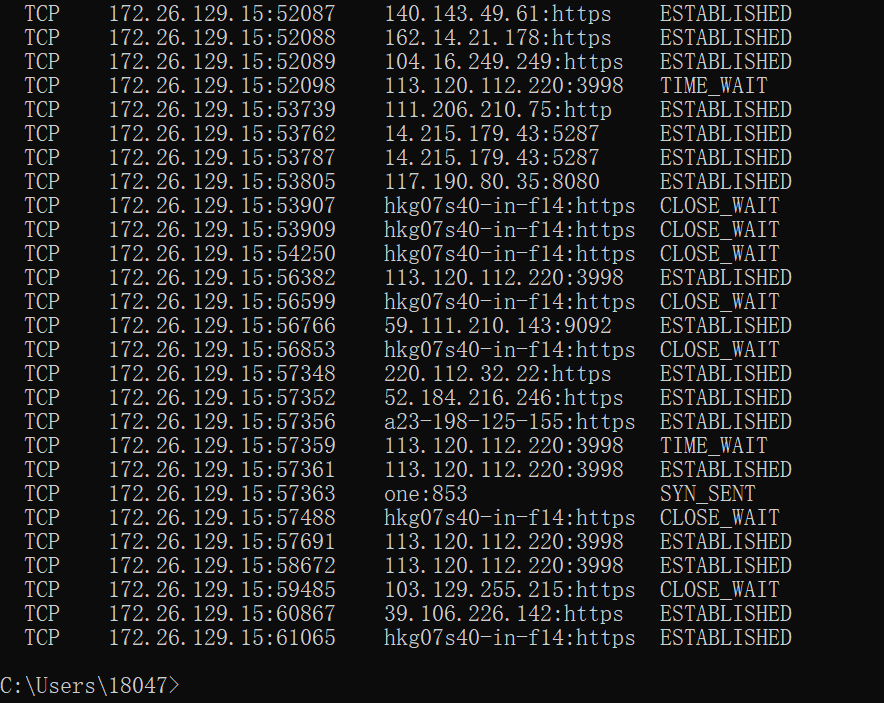 TCP 172.26.129.15:52087 140.143.49.61:https ESTABLISHED
TCP 172.26.129.15:52088 162.14.21.178:https ESTABLISHED
TCP 172.26.129.15:52089 104.16.249.249:https ESTABLISHED
TCP 172.26.129.15:52098 113.120.112.220:3998 TIME_WAIT
TCP 172.26.129.15:53739 111.206.210.75:http ESTABLISHED
TCP 172.26.129.15:53762 14.215.179.43:5287 ESTABLISHED
TCP 172.26.129.15:53787 14.215.179.43:5287 ESTABLISHED
TCP 172.26.129.15:53805 117.190.80.35:8080 ESTABLISHED
TCP 172.26.129.15:53907 hkg07s40-in-f14:https CLOSE_WAIT
TCP 172.26.129.15:53909 hkg07s40-in-f14:https CLOSE_WAIT
TCP 172.26.129.15:54250 hkg07s40-in-f14:https CLOSE_WAIT
TCP 172.26.129.15:56382 113.120.112.220:3998 ESTABLISHED
TCP 172.26.129.15:56599 hkg07s40-in-f14:https CLOSE_WAIT
TCP 172.26.129.15:56766 59.111.210.143:9092 ESTABLISHED
TCP 172.26.129.15:56853 hkg07s40-in-f14:https CLOSE_WAIT
TCP 172.26.129.15:57348 220.112.32.22:https ESTABLISHED
TCP 172.26.129.15:57352 52.184.216.246:https ESTABLISHED
TCP 172.26.129.15:57356 a23-198-125-155:https ESTABLISHED
TCP 172.26.129.15:57359 113.120.112.220:3998 TIME_WAIT
TCP 172.26.129.15:57361 113.120.112.220:3998 ESTABLISHED
TCP 172.26.129.15:57363 one:853 SYN_SENT
TCP 172.26.129.15:57488 hkg07s40-in-f14:https CLOSE_WAIT
TCP 172.26.129.15:57691 113.120.112.220:3998 ESTABLISHED
TCP 172.26.129.15:58672 113.120.112.220:3998 ESTABLISHED
TCP 172.26.129.15:59485 103.129.255.215:https CLOSE_WAIT
TCP 172.26.129.15:60867 39.106.226.142:https ESTABLISHED
TCP 172.26.129.15:61065 hkg07s40-in-f14:https ESTABLISHED
C:\Users\18047>